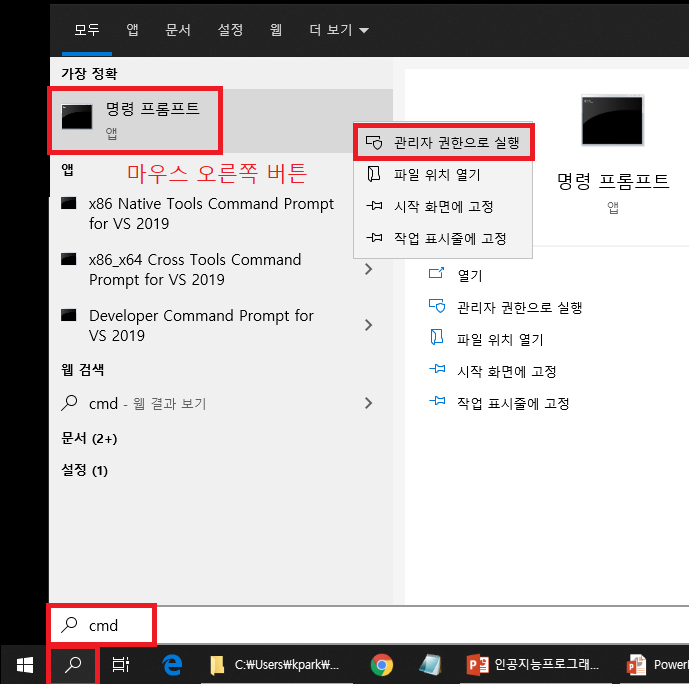 모두 앱 문서 설정 웹 더 보기
가장 정확
명령 프롬프트
앱
관리자 권한으로 실행
파일 위치 열기
시작 화면에 고정
작업 표시줄에 고정
앱
마우스 오른쪽 버튼
x86 Native Tools Command Prompt
for VS 2019
x86_x64 Cross Tools Command
Prompt for VS 2019
Developer Command Prompt for
VS 2019
웹 검색
cmd - 웹 결과 보기
문서 (2+)
설정 (1)
명령 프롬프트
앱
열기
관리자 권한으로 실행
파일 위치 열기
시작 화면에 고정
작업 표시줄에 고정
cmd
C:₩Users₩kpark₩... 인공지능프로그래... Power